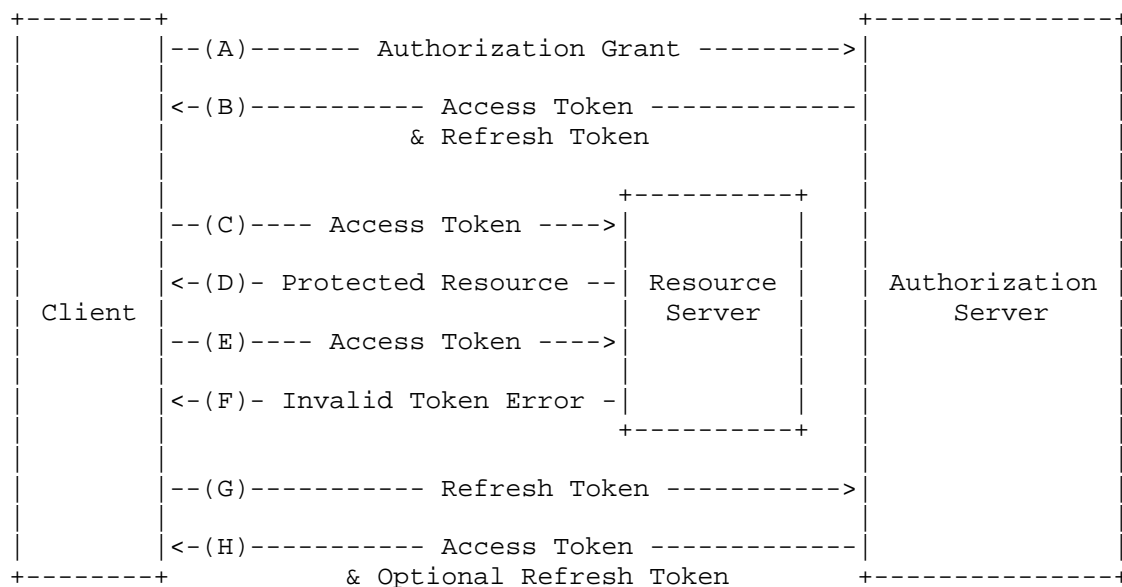 (A) Authorization Grant
(B) Access Token
& Refresh Token
(C) Access Token
(D) Protected Resource Resource Authorization
Client Server Server
(E) Access Token
(F) Invalid Token Error
(G) Refresh Token
(H) Access Token
& Optional Refresh Token